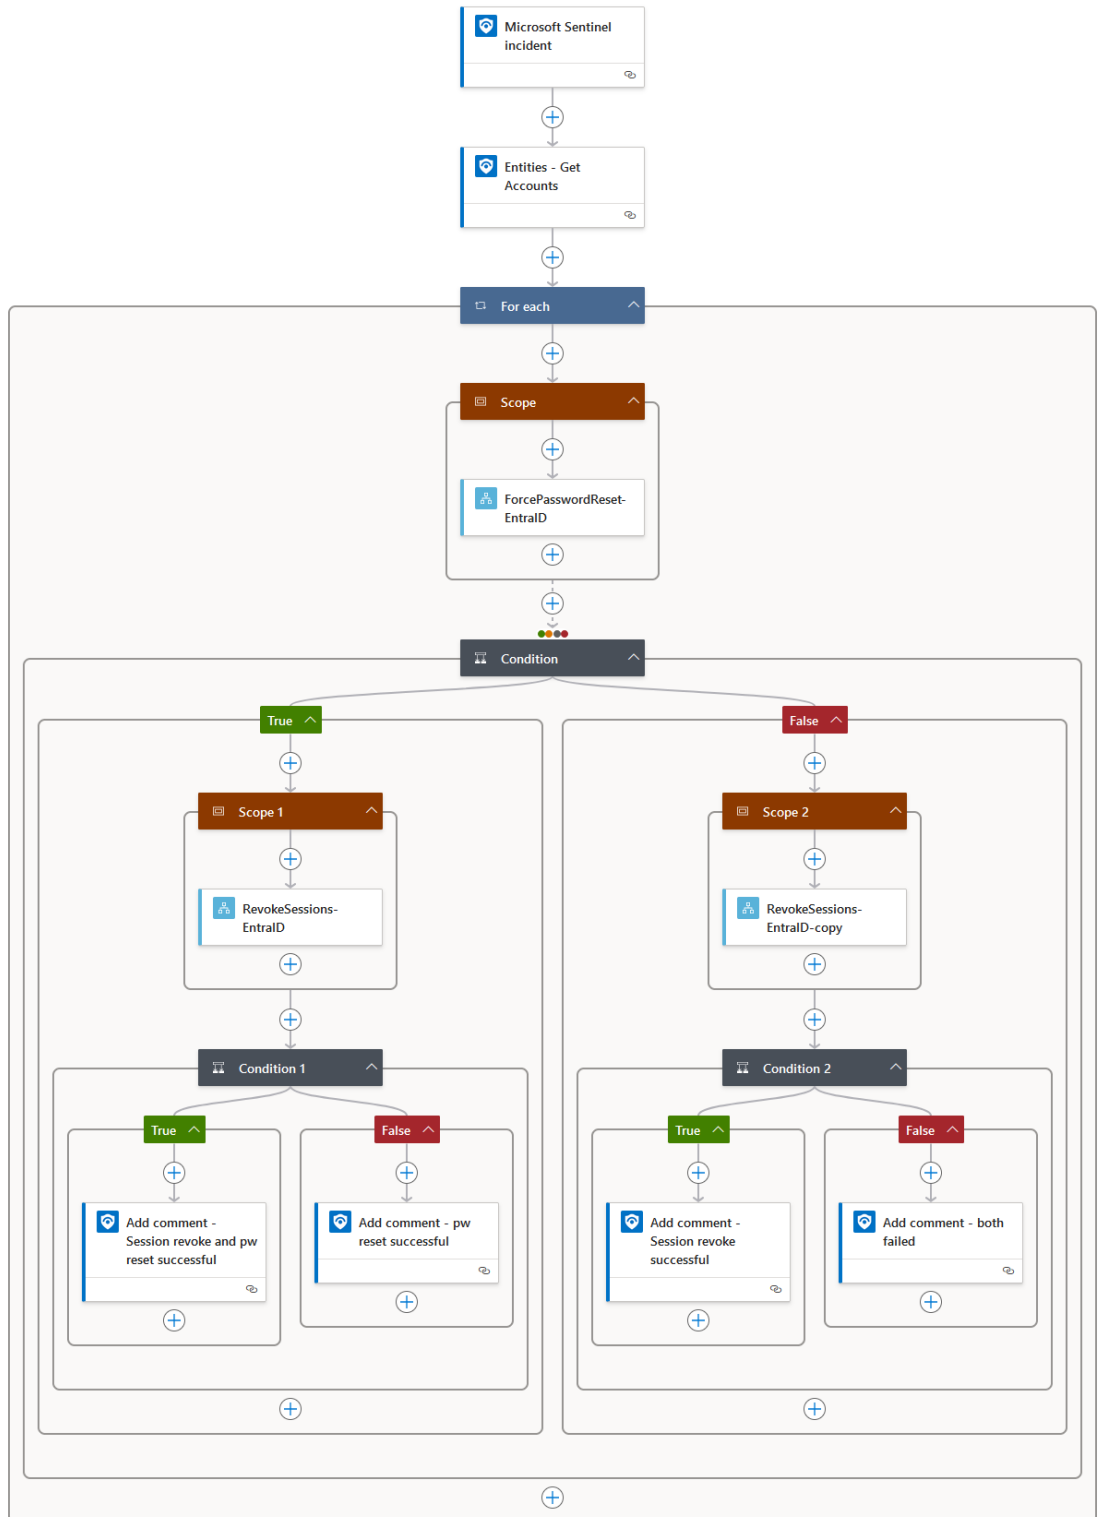 Microsoft Sentinel
incident
Entities - Get
Accounts
For each
Scope
ForcePasswordReset-
EntraID
Condition
True
False
Scope 1
Scope 2
RevokeSessions-
EntraID
RevokeSessions-
EntraID-copy
Condition 1
Condition 2
True
False
True
False
Add comment -
Session revoke and pw
reset successful
Add comment - pw
reset successful
Add comment -
Session revoke
successful
Add comment - both
failed